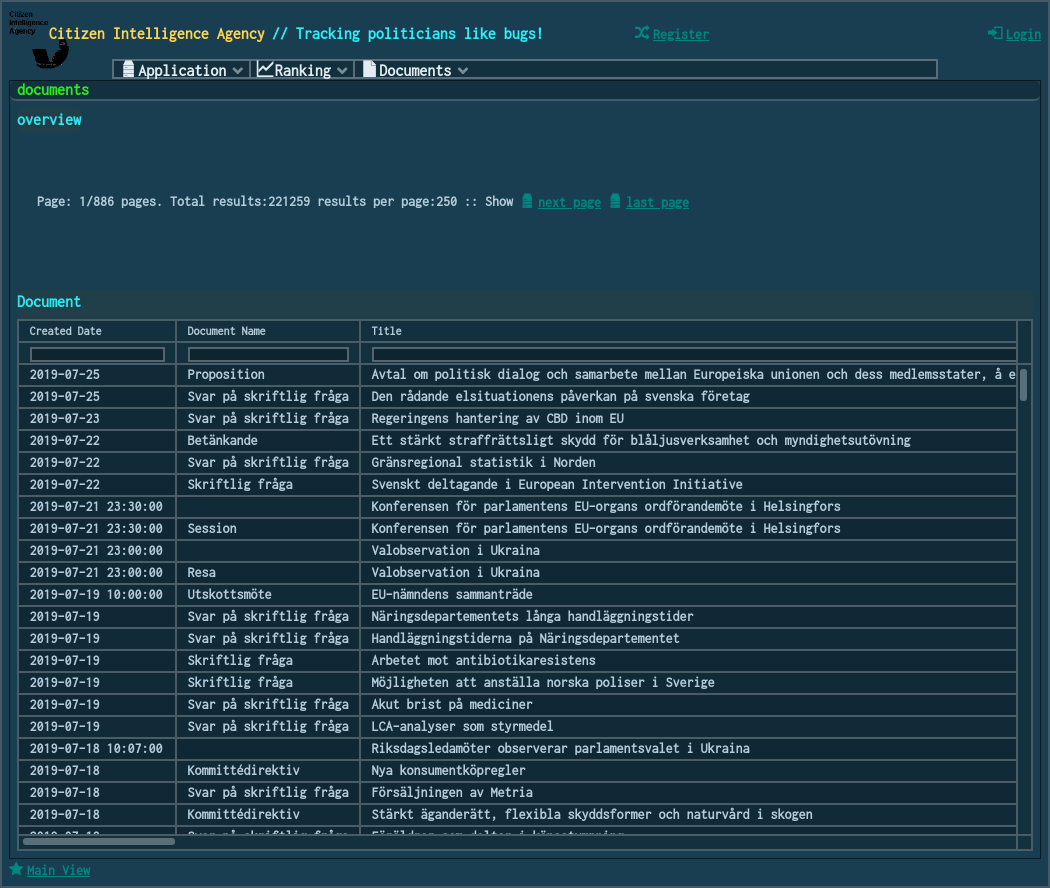 Citizen
Intelligence
Agency
Citizen Intelligence Agency // Tracking politicians like bugs!
Register
Login
Application
Ranking
Documents
documents
overview
Page: 1/886 pages. Total results:221259 results per page:250 :: Show next page last page
Document
Created Date Document Name Title
2019-07-25 Proposition Avtal om politisk dialog och samarbete mellan Europeiska unionen och dess medlemsstater, å e
2019-07-25 Svar på skriftlig fråga Den rådande elsituationens påverkan på svenska företag
2019-07-23 Svar på skriftlig fråga Regeringens hantering av CBD inom EU
2019-07-22 Betänkande Ett stärkt straffrättsligt skydd för blåljusverksamhet och myndighetsutövning
2019-07-22 Svar på skriftlig fråga Gränsregional statistik i Norden
2019-07-22 Skriftlig fråga Svenskt deltagande i European Intervention Initiative
2019-07-21 23:30:00 Konferensen för parlamentens EU-organs ordförandemöte i Helsingfors
2019-07-21 23:30:00 Session Konferensen för parlamentens EU-organs ordförandemöte i Helsingfors
2019-07-21 23:00:00 Valobservation i Ukraina
2019-07-21 23:00:00 Resa Valobservation i Ukraina
2019-07-19 10:00:00 Utskottsmöte EU-nämndens sammanträde
2019-07-19 Svar på skriftlig fråga Näringsdepartementets långa handläggningstider
2019-07-19 Svar på skriftlig fråga Handläggningstiderna på Näringsdepartementet
2019-07-19 Skriftlig fråga Arbetet mot antibiotikaresistens
2019-07-19 Skriftlig fråga Möjligheten att anställa norska poliser i Sverige
2019-07-19 Svar på skriftlig fråga Akut brist på mediciner
2019-07-19 Svar på skriftlig fråga LCA-analyser som styrmedel
2019-07-18 10:07:00 Riksdagsledamöter observerar parlamentsvalet i Ukraina
2019-07-18 Kommittédirektiv Nya konsumentköpregler
2019-07-18 Svar på skriftlig fråga Försäljningen av Metria
2019-07-18 Kommittédirektiv Stärkt äganderätt, flexibla skyddsformer och naturvård i skogen
2019-07-18 Svar på skriftlig fråga
Main View